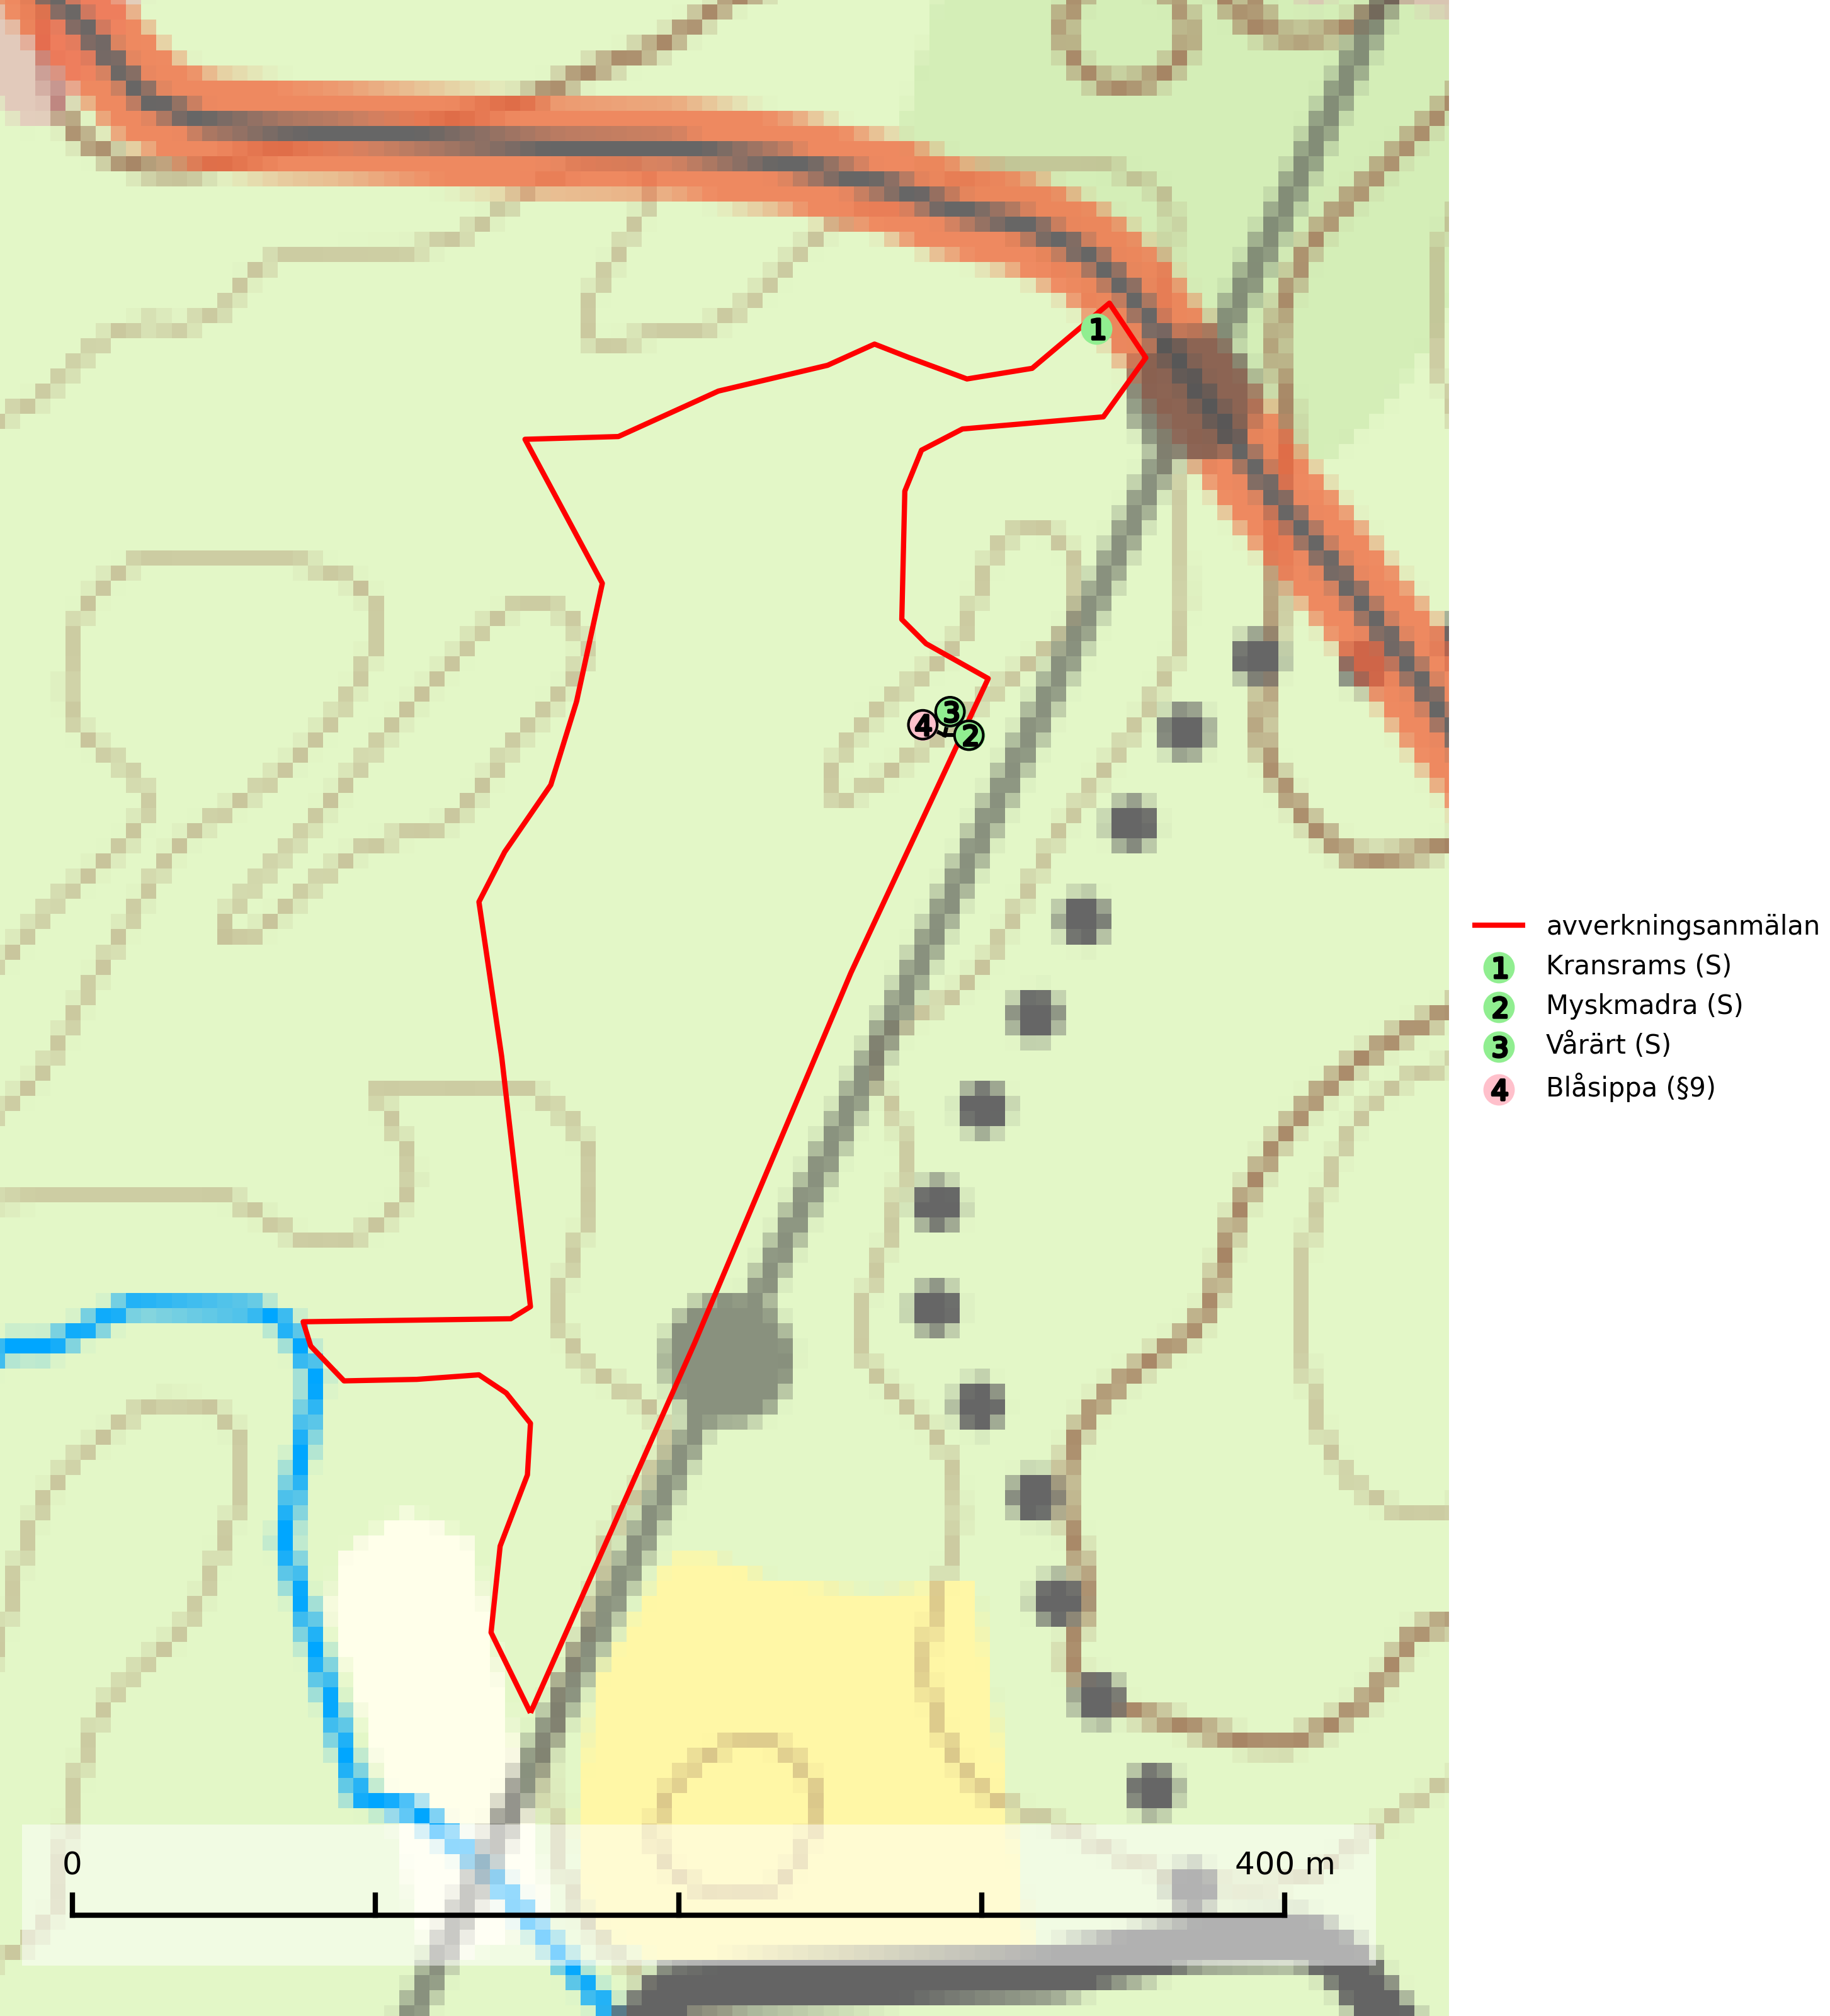 1
3
4
2
avverkningsanmälan
1 Kransrams (S)
2 Myskmadra (S)
3 Vårärt (S)
4 Blåsippa (§9)
0 400 m